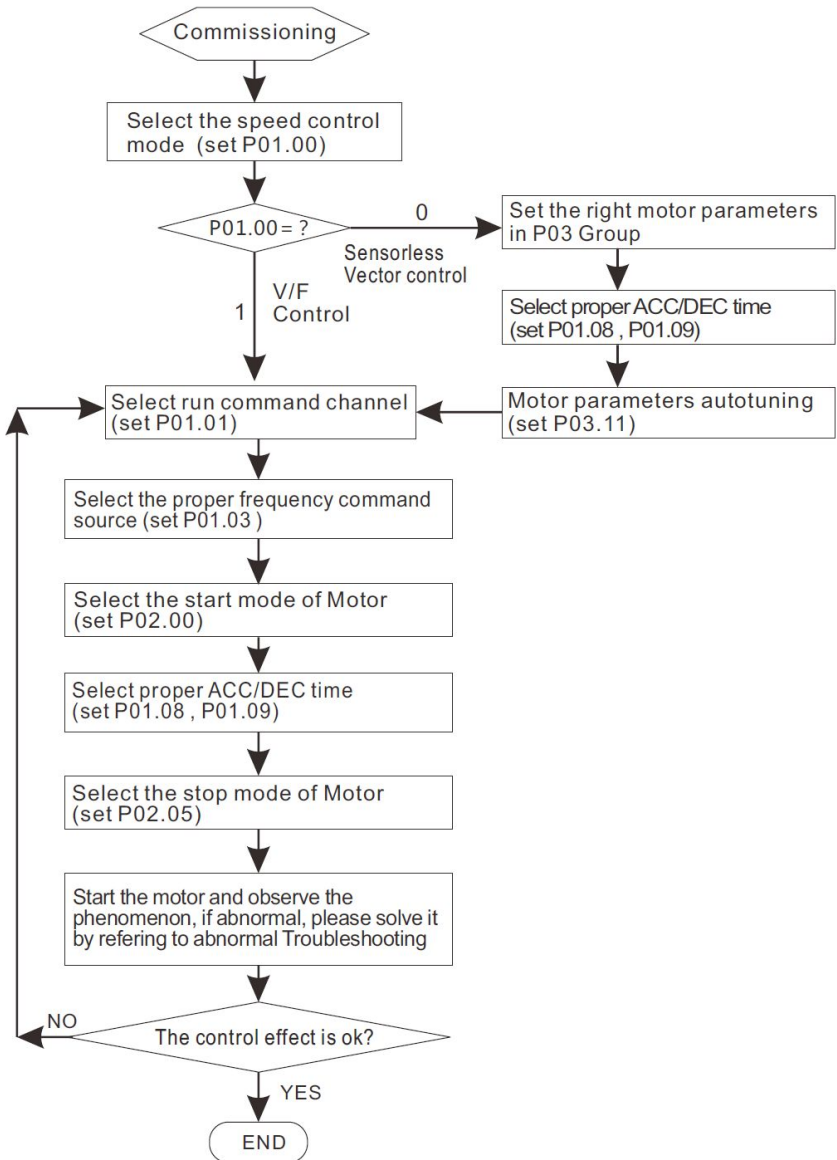 Commissioning
Select the speed control
mode (set P01.00)
P01.00 = ?
0
Sensorless
Vector control
Set the right motor parameters
in P03 Group
Select proper ACC/DEC time
(set P01.08 , P01.09)
Motor parameters autotuning
(set P03.11)
1
V/F
Control
Select run command channel
(set P01.01)
Select the proper frequency command
source (set P01.03 )
Select the start mode of Motor
(set P02.00)
Select proper ACC/DEC time
(set P01.08 , P01.09)
Select the stop mode of Motor
(set P02.05)
Start the motor and observe the
phenomenon, if abnormal, please solve it
by refering to abnormal Troubleshooting
The control effect is ok?
NO
YES
END